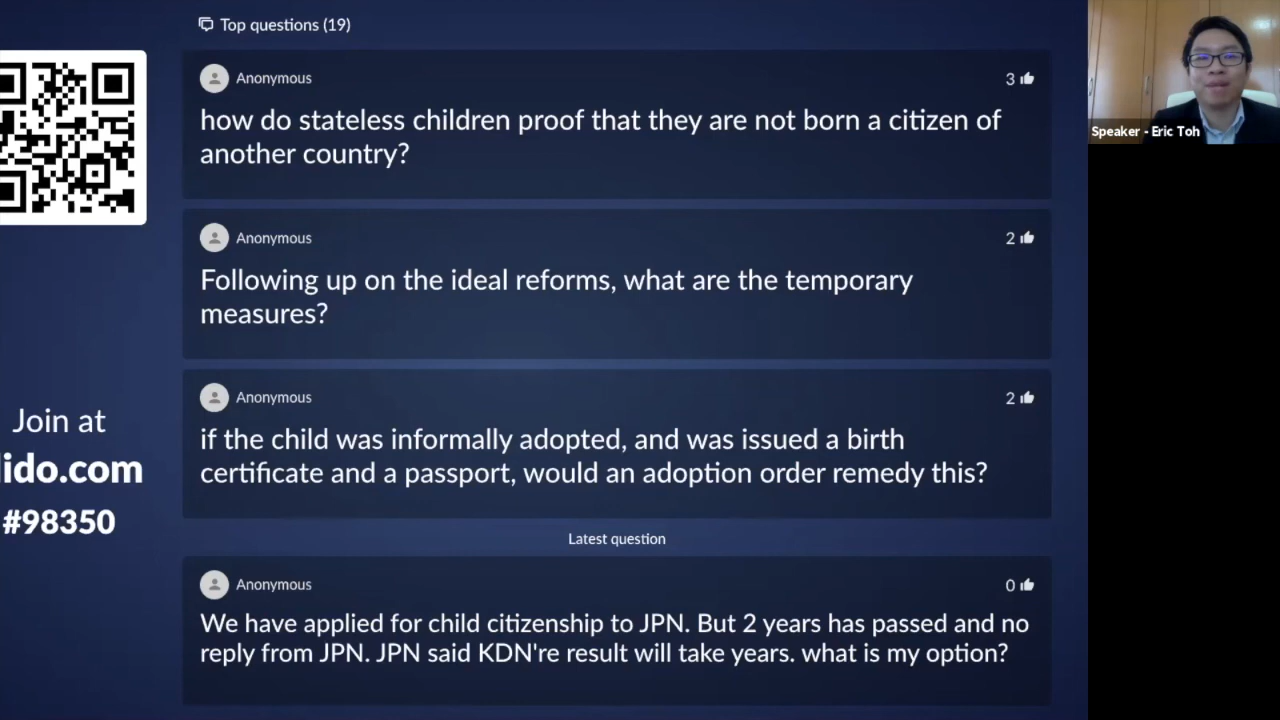 Top questions (19)
Anonymous
3
how do stateless children proof that they are not born a citizen of
another country?
Anonymous
2
Following up on the ideal reforms, what are the temporary
measures?
Anonymous
2
if the child was informally adopted, and was issued a birth
certificate and a passport, would an adoption order remedy this?
Latest question
Anonymous
0
We have applied for child citizenship to JPN. But 2 years has passed and no
reply from JPN. JPN said KDN're result will take years. what is my option?
Join at
lido.com
#98350
Speaker - Eric Toh